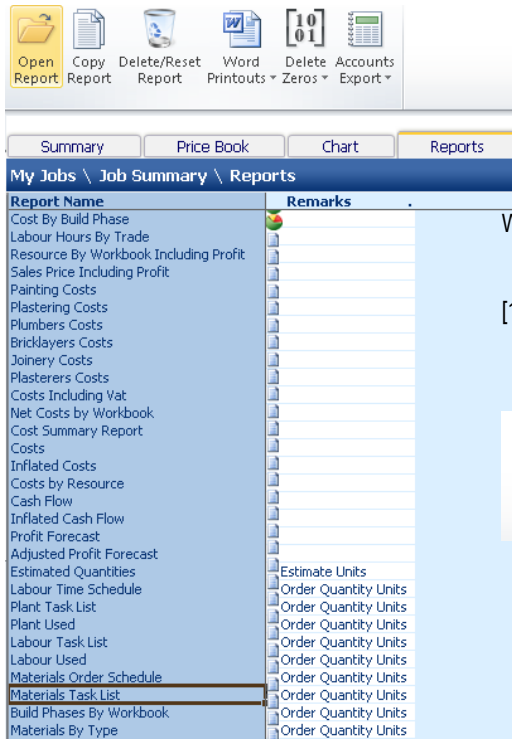 Open Report
Copy Report
Delete/Reset Report
Word Printouts
Delete Zeros
Accounts Export
10
01
Summary
Price Book
Chart
Reports
My Jobs \ Job Summary \ Reports
Report Name Remarks .
Cost By Build Phase
Labour Hours By Trade
Resource By Workbook Including Profit
Sales Price Including Profit
Painting Costs
Plastering Costs
Plumbers Costs
Bricklayers Costs
Joinery Costs
Plasterers Costs
Costs Including Vat
Net Costs by Workbook
Cost Summary Report
Costs
Inflated Costs
Costs by Resource
Cash Flow
Inflated Cash Flow
Profit Forecast
Adjusted Profit Forecast
Estimated Quantities Estimate Units
Labour Time Schedule Order Quantity Units
Plant Task List Order Quantity Units
Plant Used Order Quantity Units
Labour Task List Order Quantity Units
Labour Used Order Quantity Units
Materials Order Schedule Order Quantity Units
Materials Task List Order Quantity Units
Build Phases By Workbook Order Quantity Units
Materials By Type Order Quantity Units